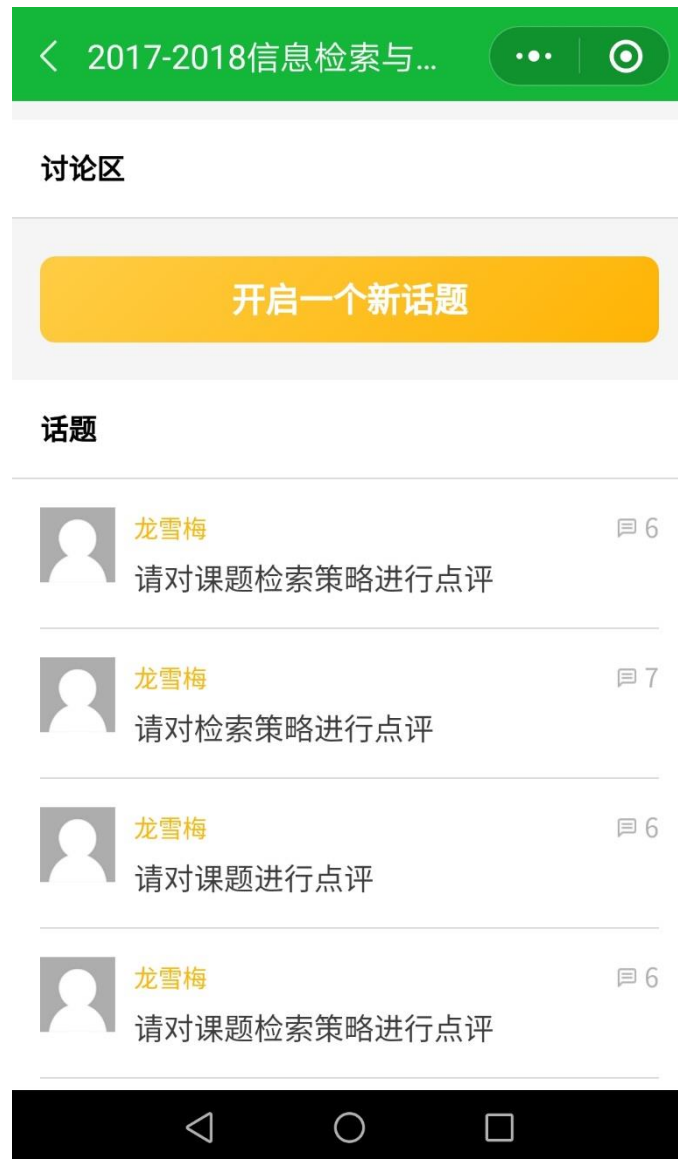 2017-2018信息检索与...
讨论区
开启一个新话题
话题
龙雪梅
6
请对课题检索策略进行点评
龙雪梅
7
请对检索策略进行点评
龙雪梅
6
请对课题进行点评
龙雪梅
6
请对课题检索策略进行点评